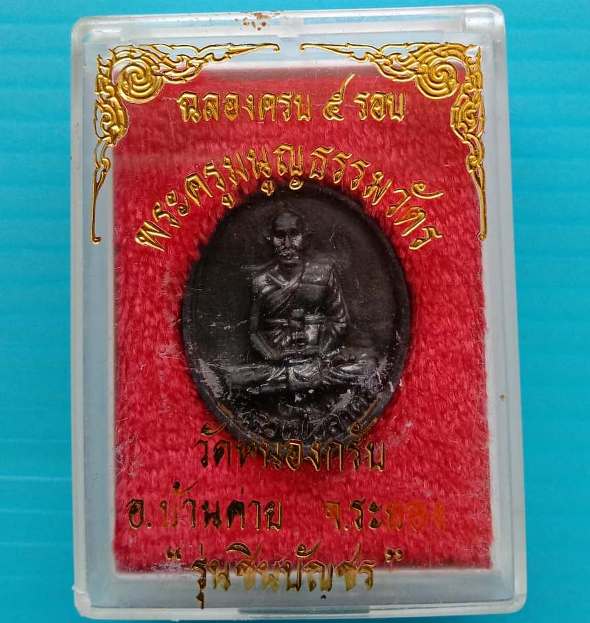 ฉลองครบ ๕ รอบ
พระครูมนูญธรรมวัตร
วัดหนองกรับ
อ.บ้านค่าย จ.ระยอง
"รุ่นชินบัญชร"